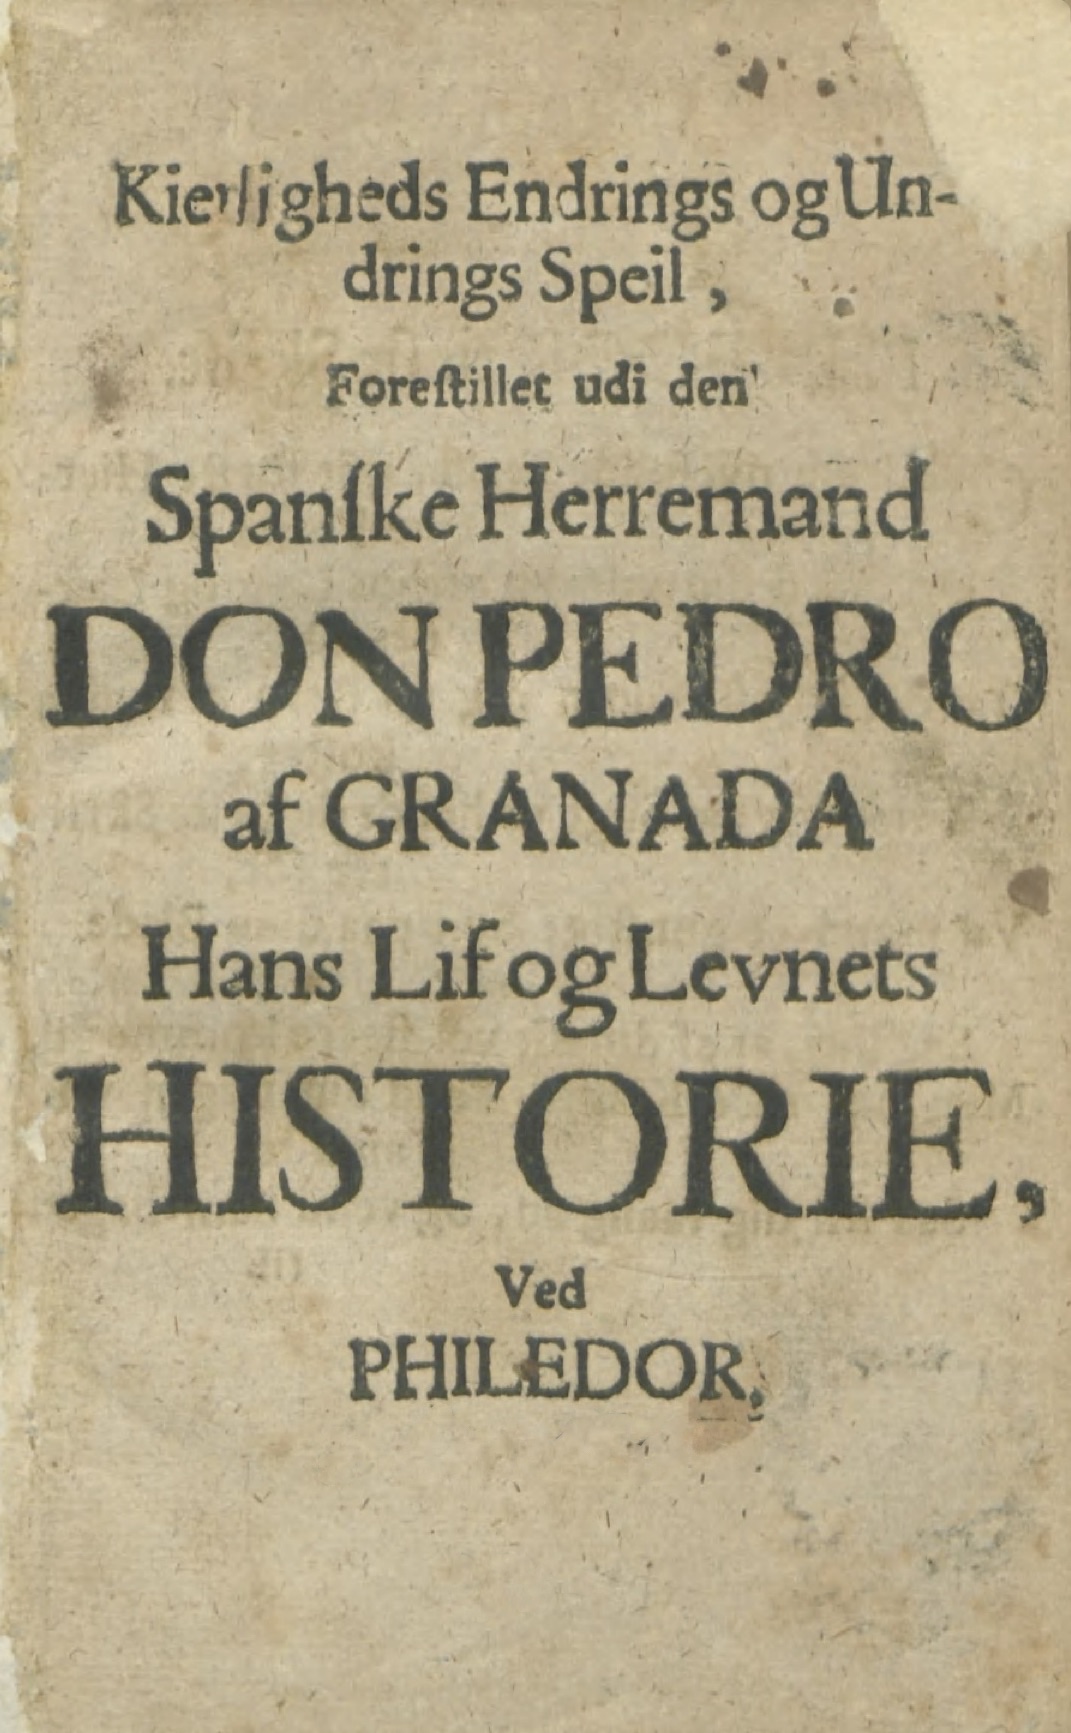 Kierligheds Endrings og Un-
drings Speil,
Foreſtillet udi den
Spanſke Herremand
DON PEDRO
af GRANADA
Hans Lif og Levnets
HISTORIE,
Ved
PHILEDOR,